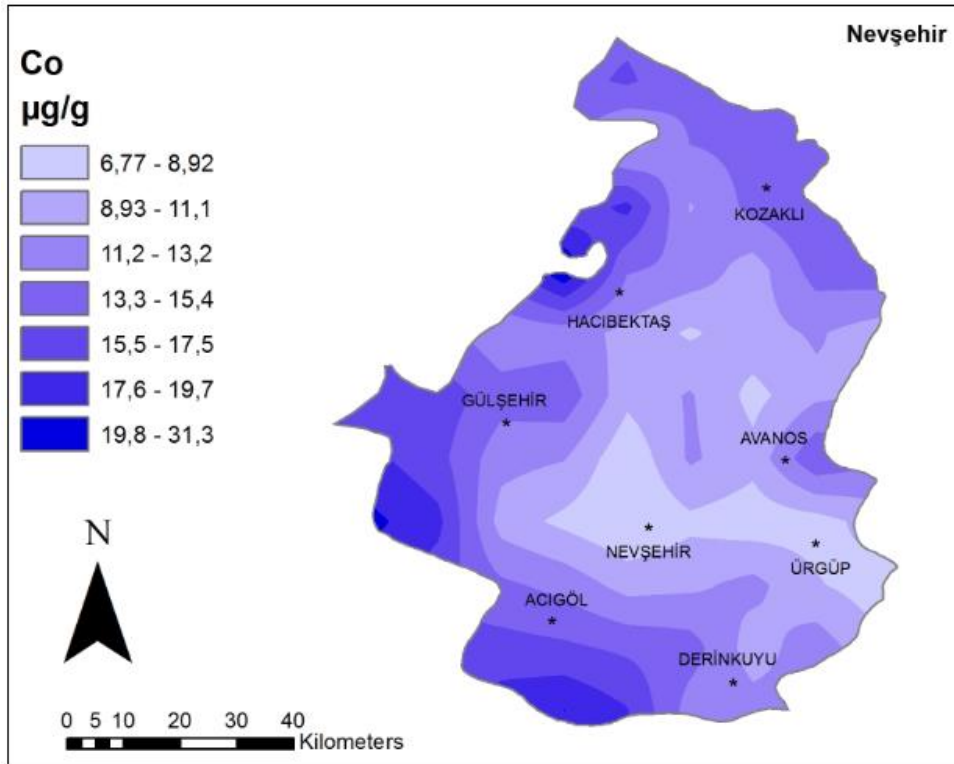 Nevşehir
Co
µg/g
6,77 - 8,92
8,93 - 11,1
11,2 - 13,2
13,3 - 15,4
15,5 - 17,5
17,6 - 19,7
19,8 - 31,3
*
KOZAKLI
*
HACIBEKTAŞ
GÜLŞEHİR
*
AVANOS
*
*
NEVŞEHİR
*
ÜRGÜP
ACIGÖL
*
DERİNKUYU
*
N
0 5 10 20 30 40
Kilometers